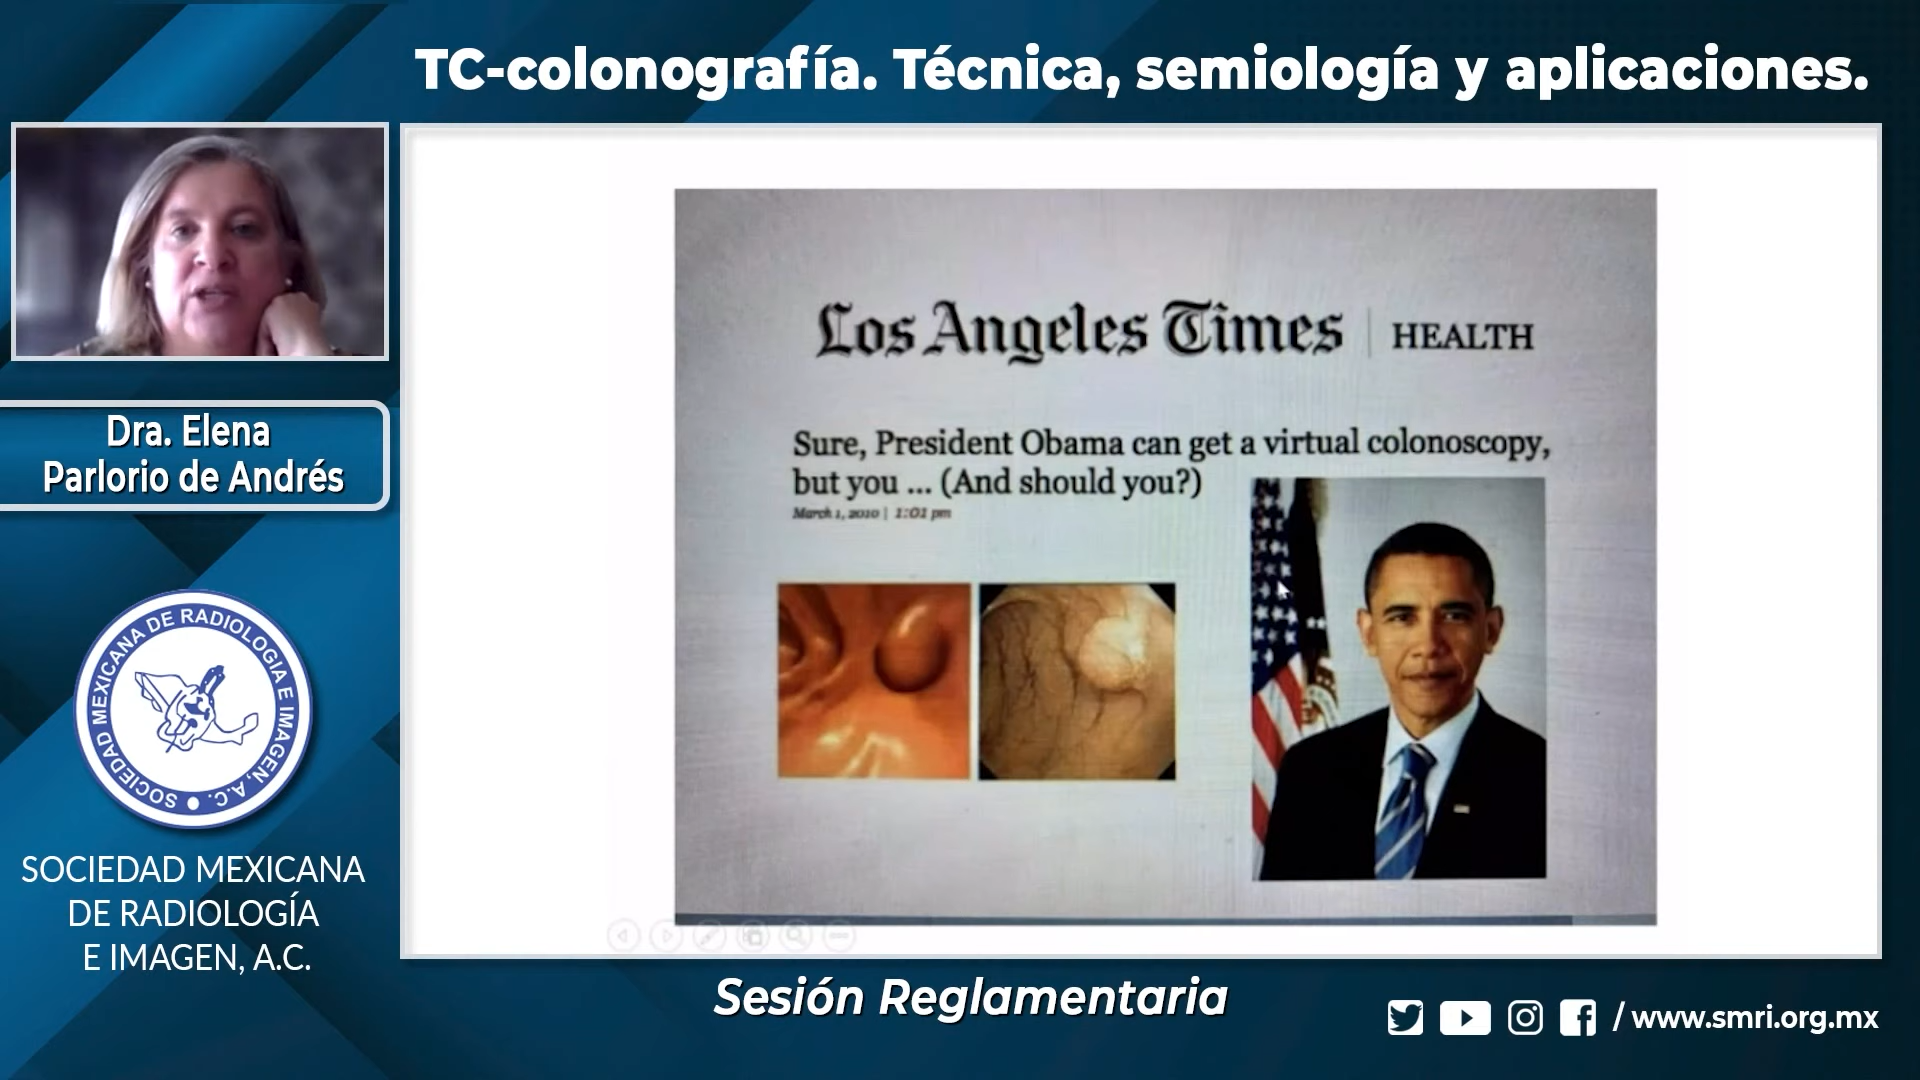 TC-colonografía. Técnica, semiología y aplicaciones.
Dra. Elena
Parlorio de Andrés
SOCIEDAD MEXICANA DE RADIOLOGIA E IMAGEN, A.C.
SOCIEDAD MEXICANA
DE RADIOLOGÍA
E IMAGEN, A.C.
Los Angeles Times | HEALTH
Sure, President Obama can get a virtual colonoscopy,
but you ... (And should you?)
March 1, 2010 | 1:01 pm
Sesión Reglamentaria
/ www.smri.org.mx